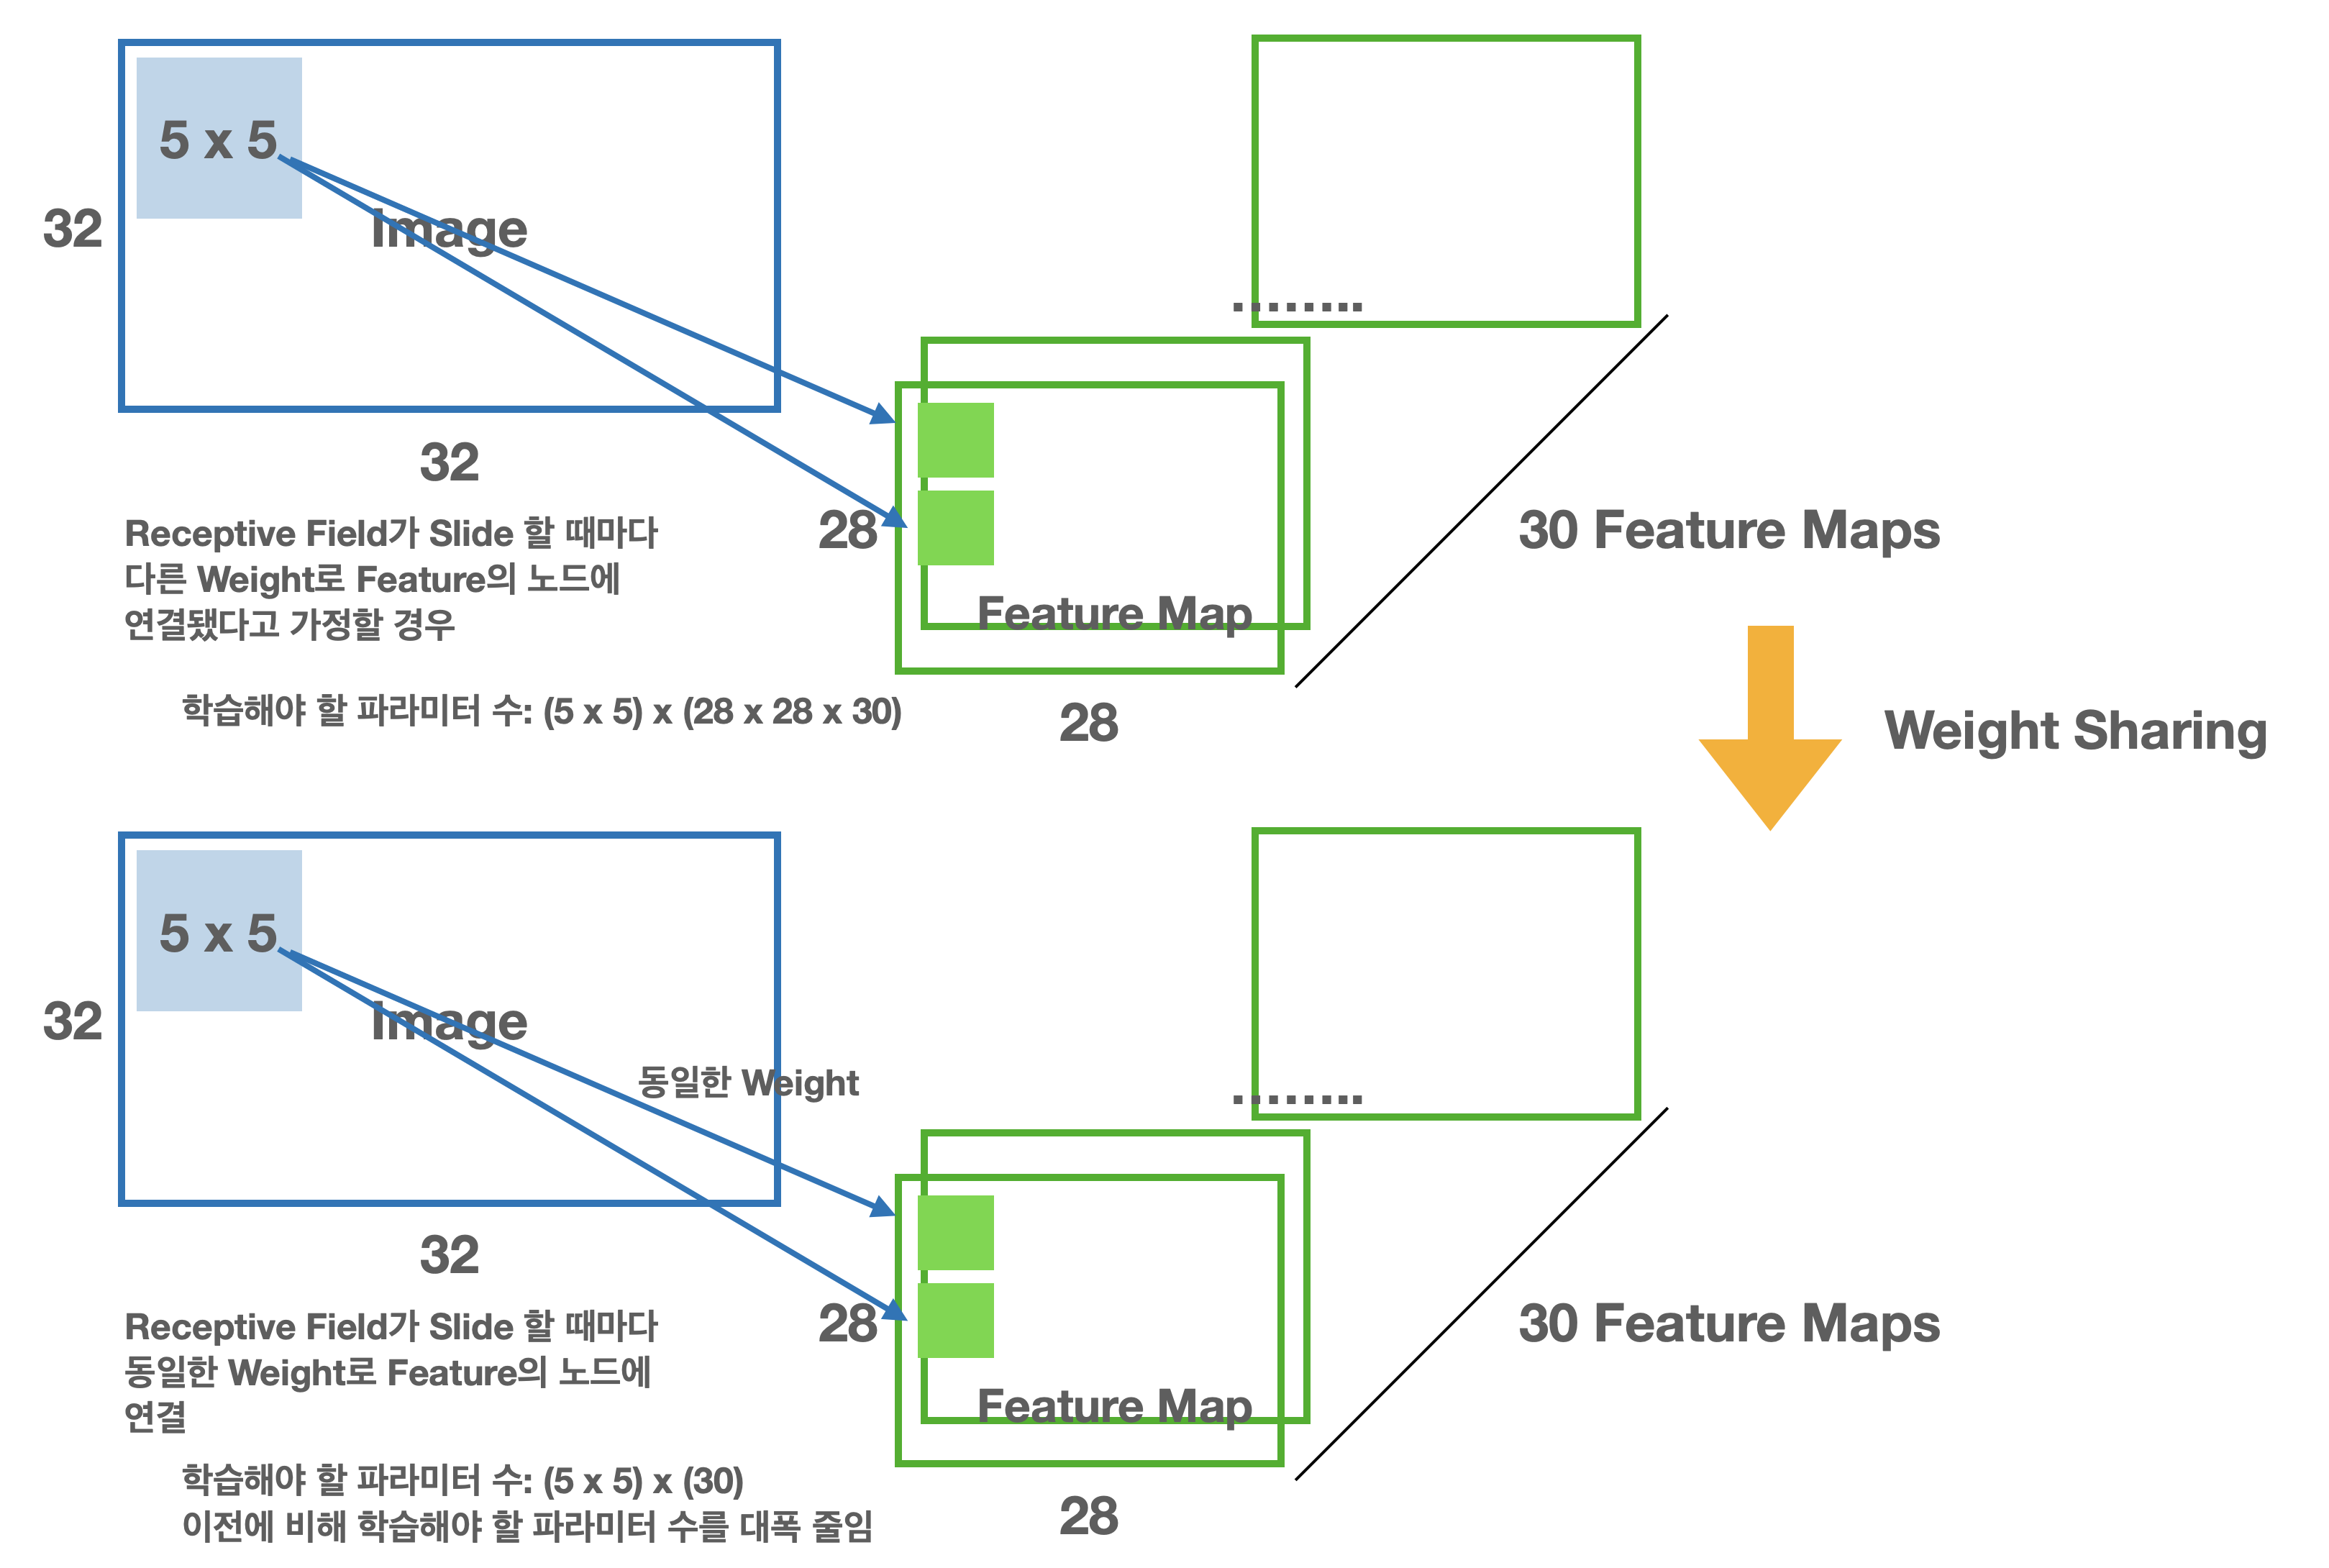 5 x 5
32
Image
32
Receptive Field가 Slide 할 때마다
다른 Weight로 Feature의 노드에
연결됐다고 가정할 경우
학습해야 할 파라미터 수: (5 x 5) x (28 x 28 x 30)
........
28
Feature Map
28
30 Feature Maps
Weight Sharing
5 x 5
32
Image
동일한 Weight
32
Receptive Field가 Slide 할 때마다
동일한 Weight로 Feature의 노드에
연결
학습해야 할 파라미터 수: (5 x 5) x (30)
이전에 비해 학습해야 할 파라미터 수를 대폭 줄임
........
28
Feature Map
28
30 Feature Maps